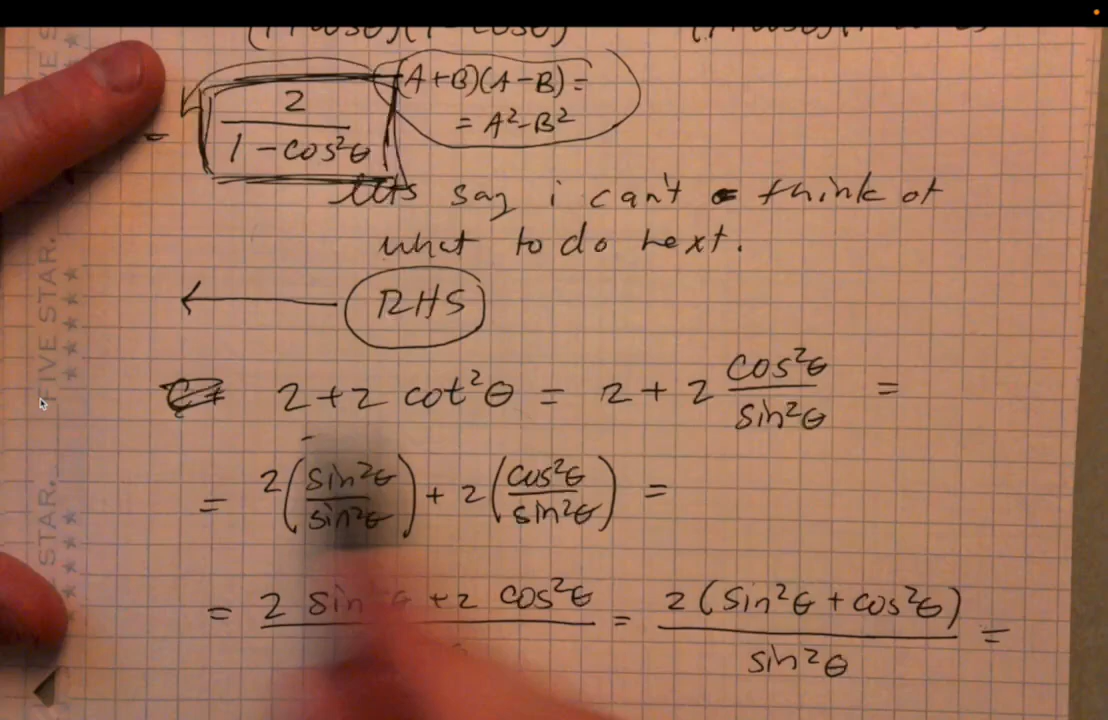 (A+B)(A-B) =
= A²-B²
= 2 / (1 - cos²θ)
lets say i can't think of
what to do next.
← RHS
2 + 2 cot²θ = 2 + 2 cos²θ/sin²θ =
= 2(sin²θ/sin²θ) + 2(cos²θ/sin²θ) =
= 2 sin +2 cos²θ = 2(sin²θ + cos²θ)/sin²θ =
FIVE STAR.
STAR.